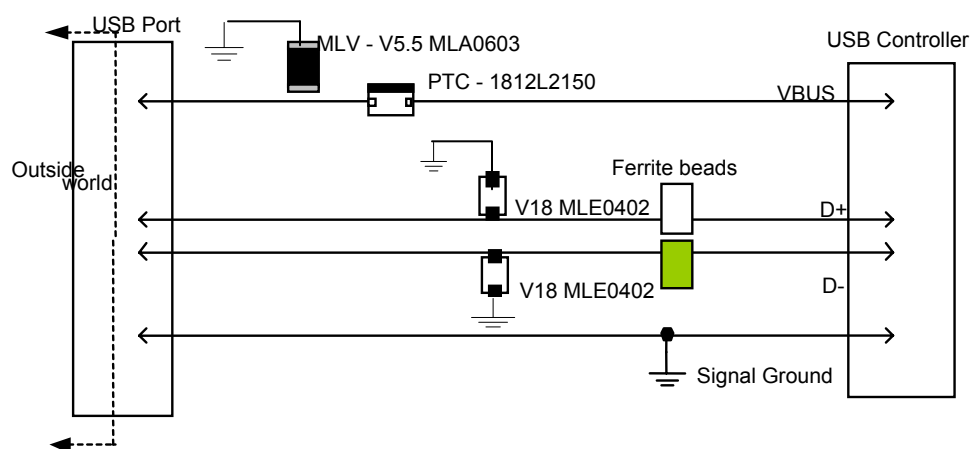 USB Port
MLV - V5.5 MLA0603
USB Controller
PTC - 1812L2150
VBUS
Outside
world
Ferrite beads
V18 MLE0402
D+
V18 MLE0402
D-
Signal Ground